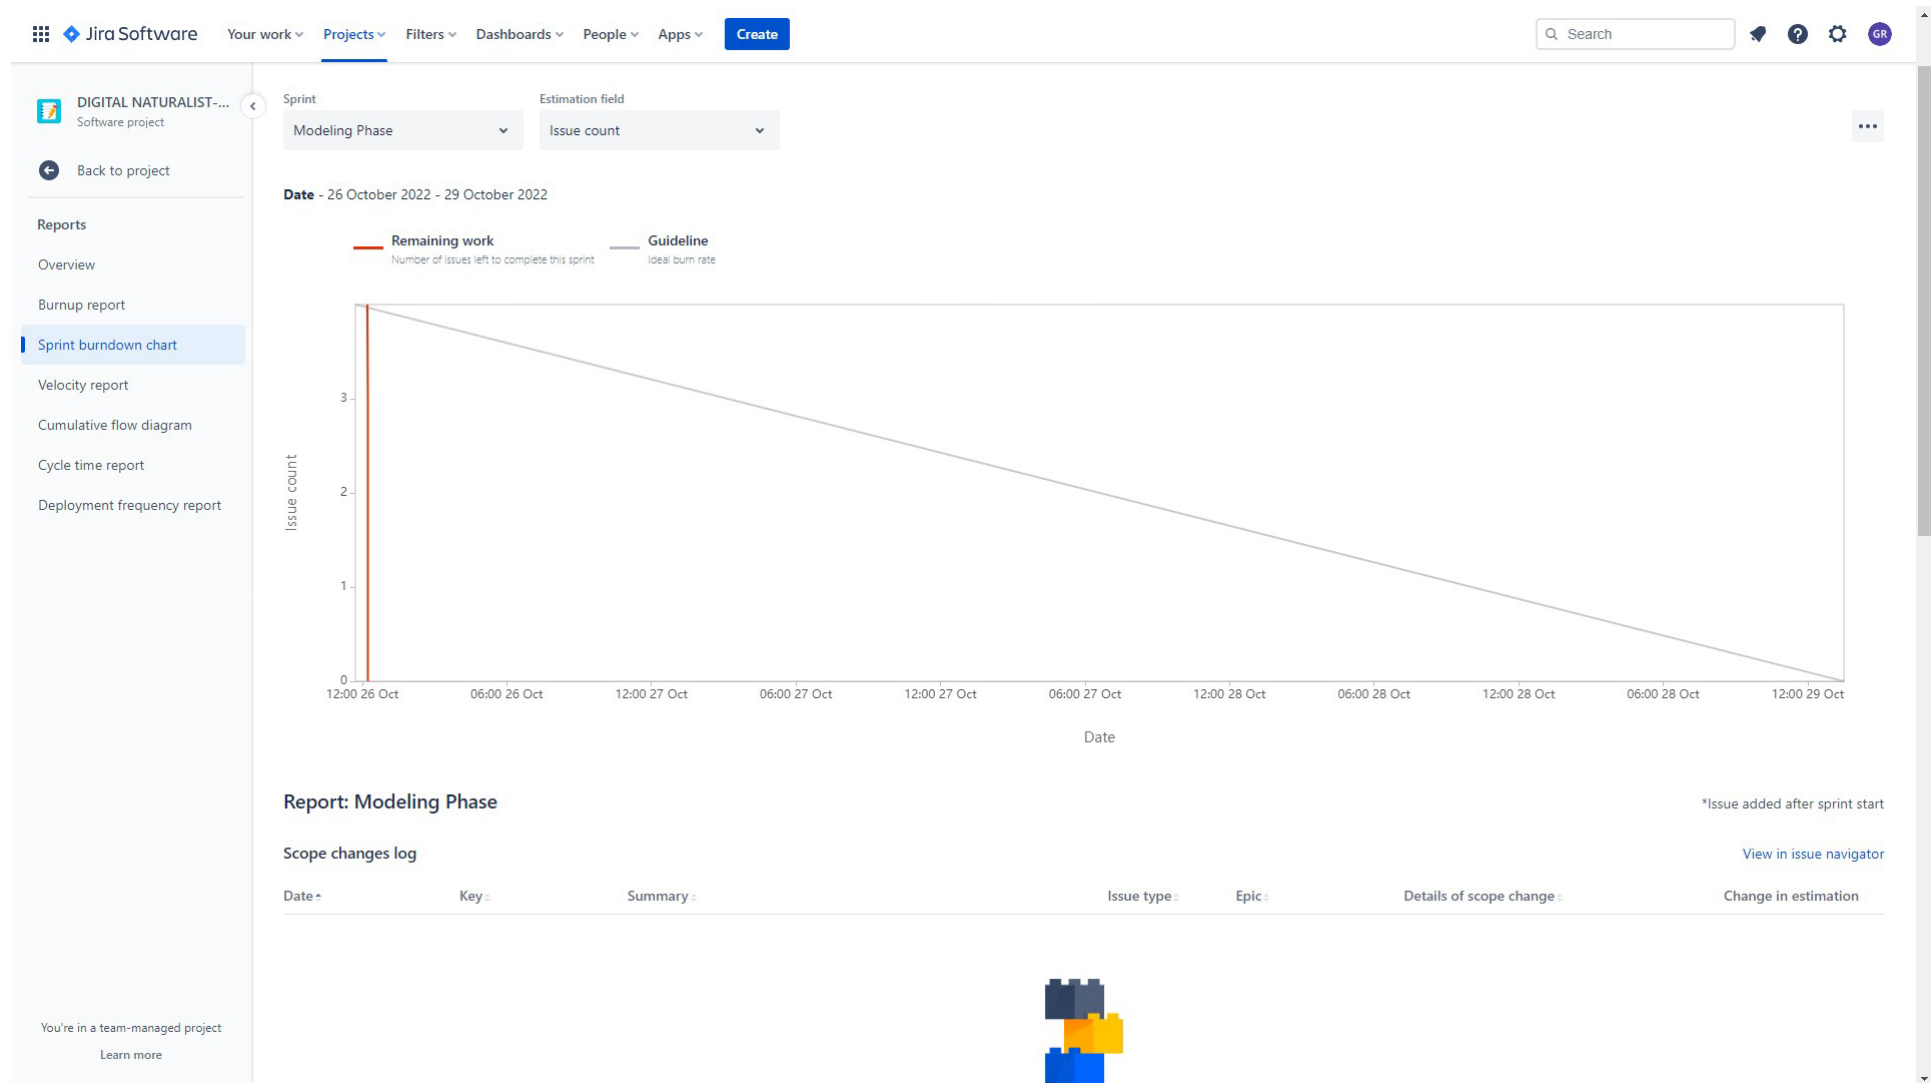 Jira Software Your work Projects Filters Dashboards People Apps Create Search GR
DIGITAL NATURALIST-...
Software project
Back to project
Reports
Overview
Burnup report
Sprint burndown chart
Velocity report
Cumulative flow diagram
Cycle time report
Deployment frequency report
You're in a team-managed project
Learn more
Sprint Estimation field
Modeling Phase Issue count
Date - 26 October 2022 - 29 October 2022
Remaining work Guideline
Number of issues left to complete this sprint Ideal burn rate
3
2
1
0
Issue count
12:00 26 Oct 06:00 26 Oct 12:00 27 Oct 06:00 27 Oct 12:00 27 Oct 06:00 27 Oct 12:00 28 Oct 06:00 28 Oct 12:00 28 Oct 06:00 28 Oct 12:00 29 Oct
Date
Report: Modeling Phase *Issue added after sprint start
Scope changes log View in issue navigator
Date Key Summary Issue type Epic Details of scope change Change in estimation